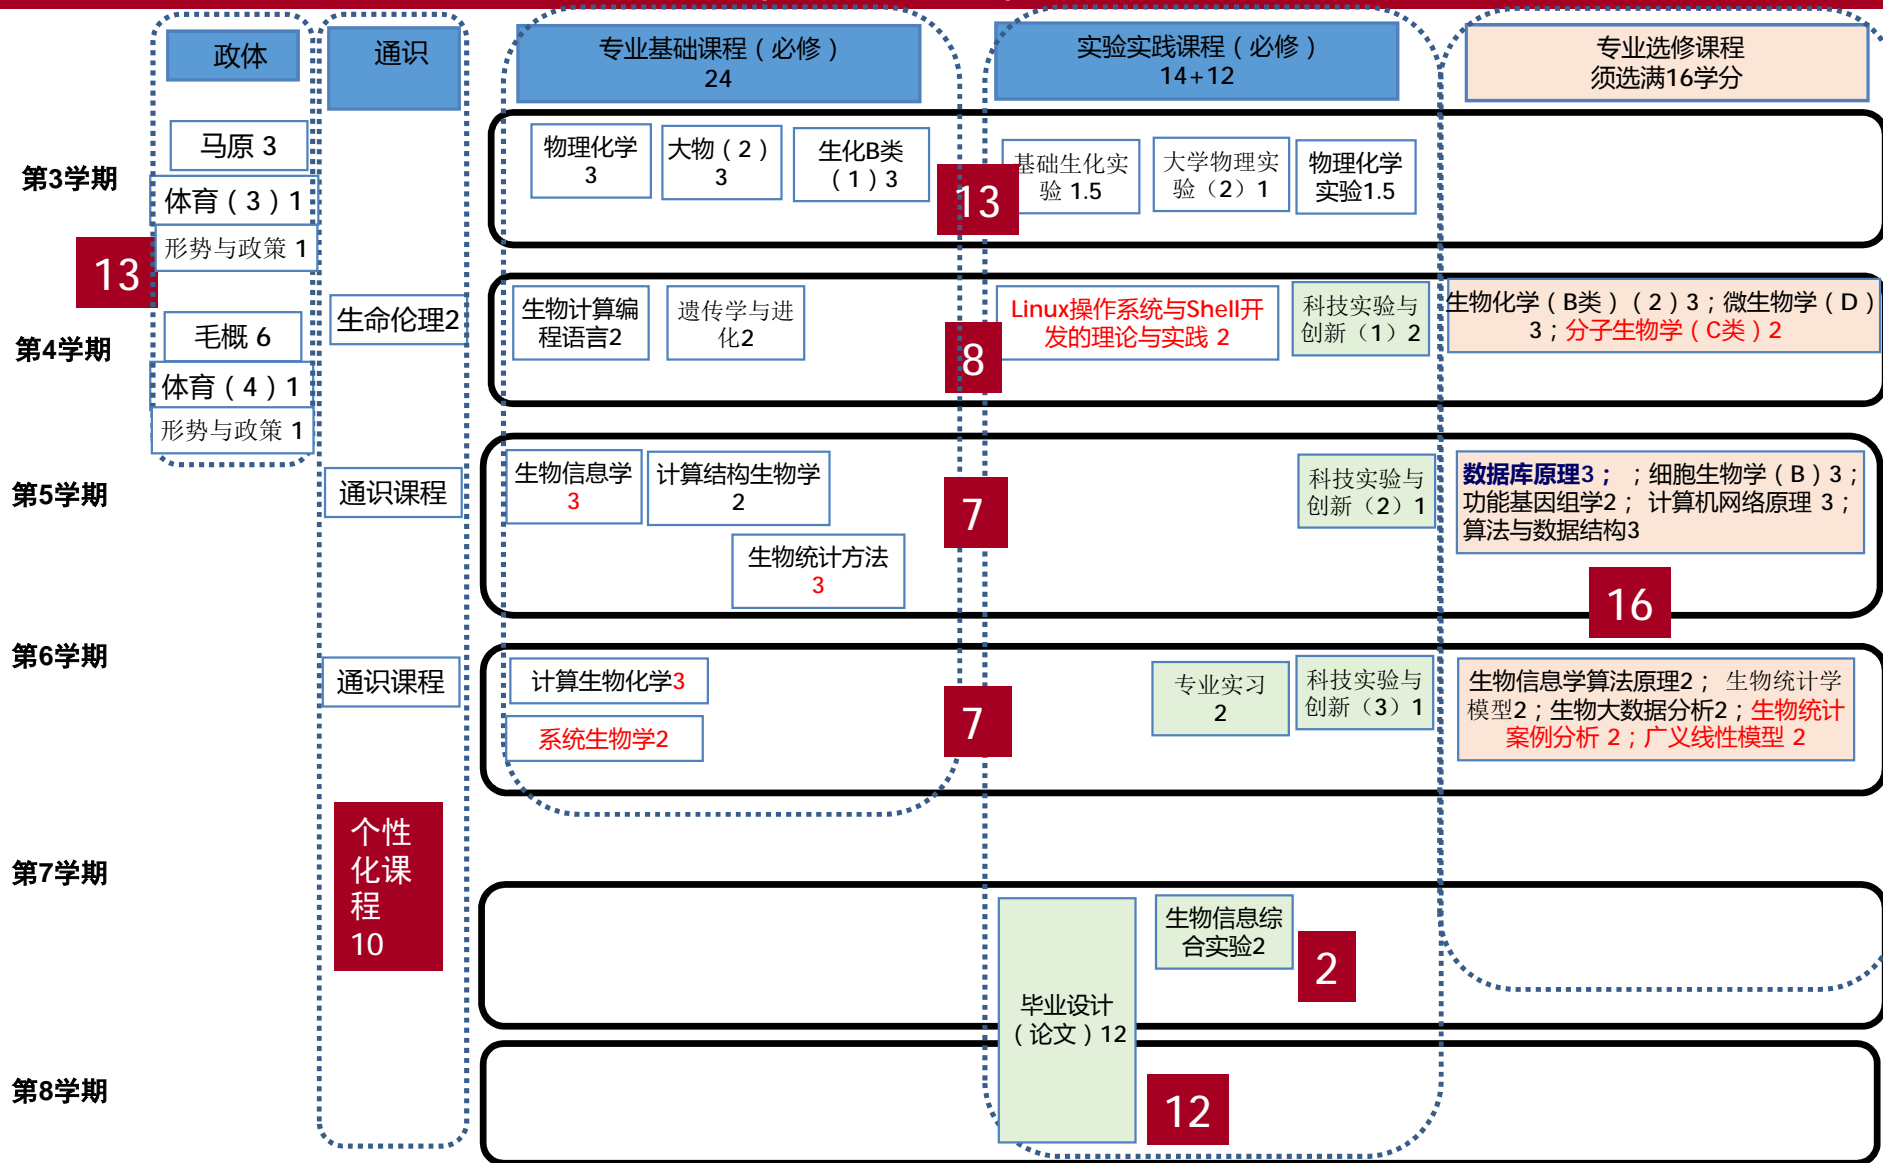 政体
通识
专业基础课程（必修）
24
实验实践课程（必修）
14+12
专业选修课程
须选满16学分
第3学期
马原 3
体育（3）1
形势与政策 1
13
物理化学
3
大物（2）
3
生化B类
（1）3
13
基础生化实
验 1.5
大学物理实
验（2）1
物理化学
实验1.5
第4学期
毛概 6
体育（4）1
形势与政策 1
生命伦理2
生物计算编
程语言2
遗传学与进
化2
8
Linux操作系统与Shell开
发的理论与实践 2
科技实验与
创新（1）2
生物化学（B类）（2）3；微生物学（D）
3；分子生物学（C类）2
第5学期
通识课程
生物信息学
3
计算结构生物学
2
生物统计方法
3
7
科技实验与
创新（2）1
数据库原理3；；细胞生物学（B）3；
功能基因组学2； 计算机网络原理 3；
算法与数据结构3
16
第6学期
通识课程
计算生物化学3
系统生物学2
7
专业实习
2
科技实验与
创新（3）1
生物信息学算法原理2； 生物统计学
模型2；生物大数据分析2；生物统计
案例分析 2；广义线性模型 2
个性
化课
程
10
第7学期
毕业设计
（论文）12
生物信息综
合实验2
2
第8学期
12